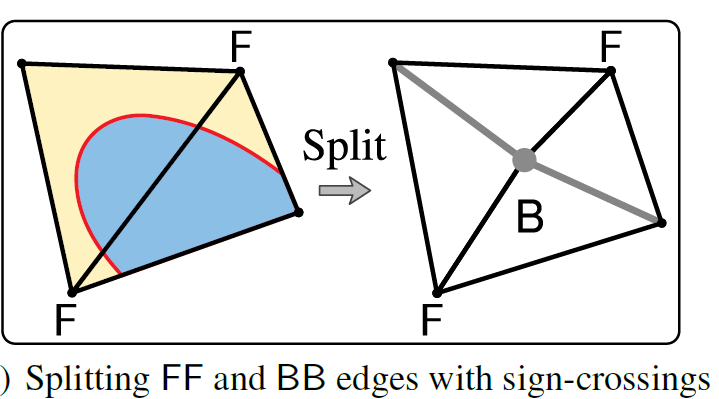 F F
Split
B
F F
) Splitting FF and BB edges with sign-crossings